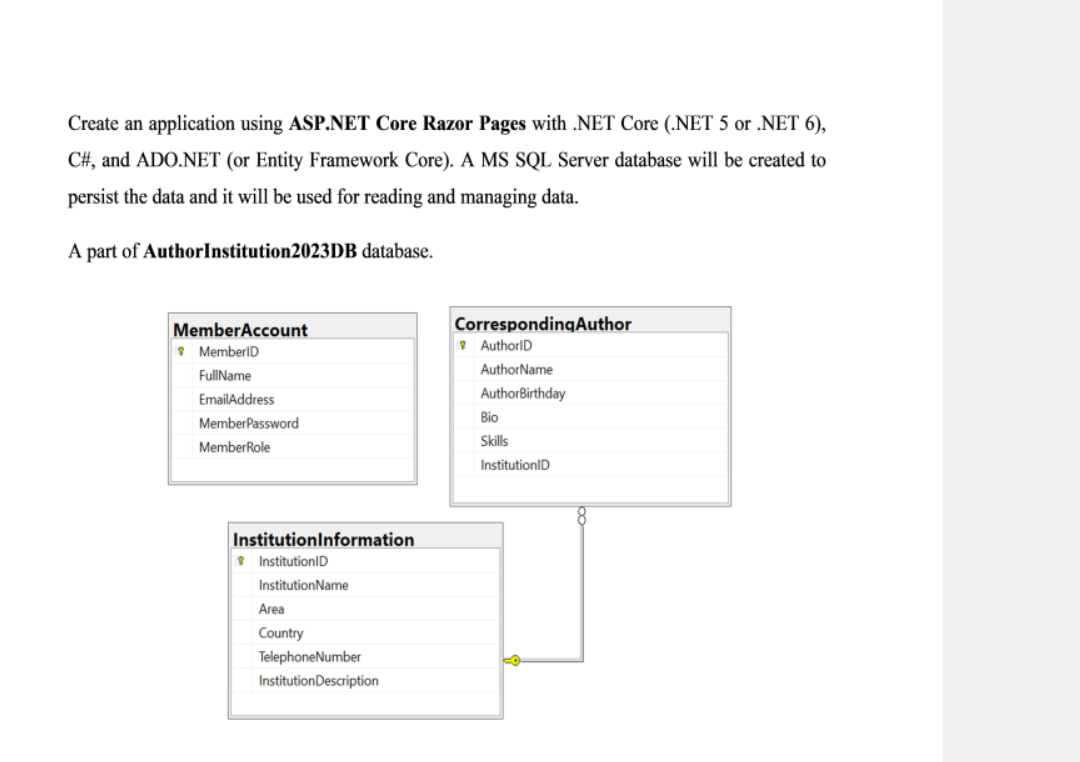 Create an application using ASP.NET Core Razor Pages with .NET Core (.NET 5 or .NET 6),
C#, and ADO.NET (or Entity Framework Core). A MS SQL Server database will be created to
persist the data and it will be used for reading and managing data.
A part of AuthorInstitution2023DB database.
MemberAccount
MemberID
FullName
EmailAddress
MemberPassword
MemberRole
CorrespondingAuthor
AuthorID
AuthorName
AuthorBirthday
Bio
Skills
InstitutionID
InstitutionInformation
InstitutionID
InstitutionName
Area
Country
TelephoneNumber
InstitutionDescription